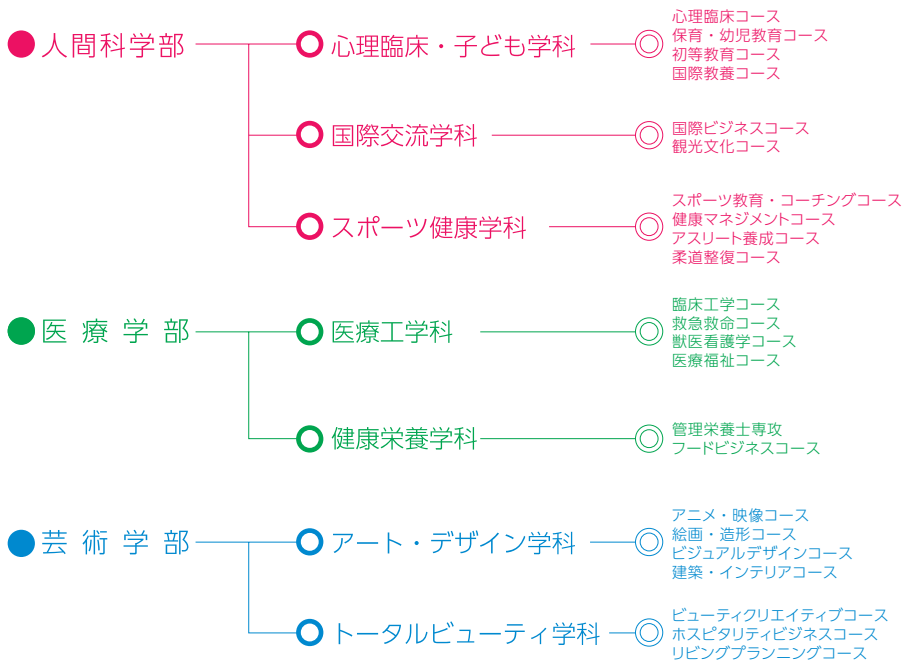 人間科学部
心理臨床・子ども学科
心理臨床コース
保育・幼児教育コース
初等教育コース
国際教養コース
国際交流学科
国際ビジネスコース
観光文化コース
スポーツ健康学科
スポーツ教育・コーチングコース
健康マネジメントコース
アスリート養成コース
柔道整復コース
医療学部
医療工学科
臨床工学コース
救急救命コース
獣医看護学コース
医療福祉コース
健康栄養学科
管理栄養士専攻
フードビジネスコース
芸術学部
アート・デザイン学科
アニメ・映像コース
絵画・造形コース
ビジュアルデザインコース
建築・インテリアコース
トータルビューティ学科
ビューティクリエイティブコース
ホスピタリティビジネスコース
リビングプランニングコース